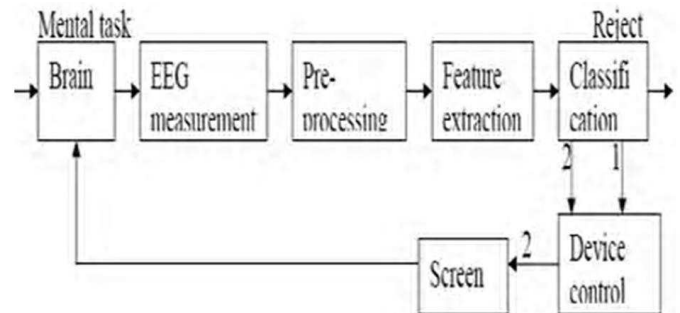 Mental task
Reject
Brain
EEG
measurement
Pre-
processing
Feature
extraction
Classifi
cation
2
1
Device
control
2
Screen